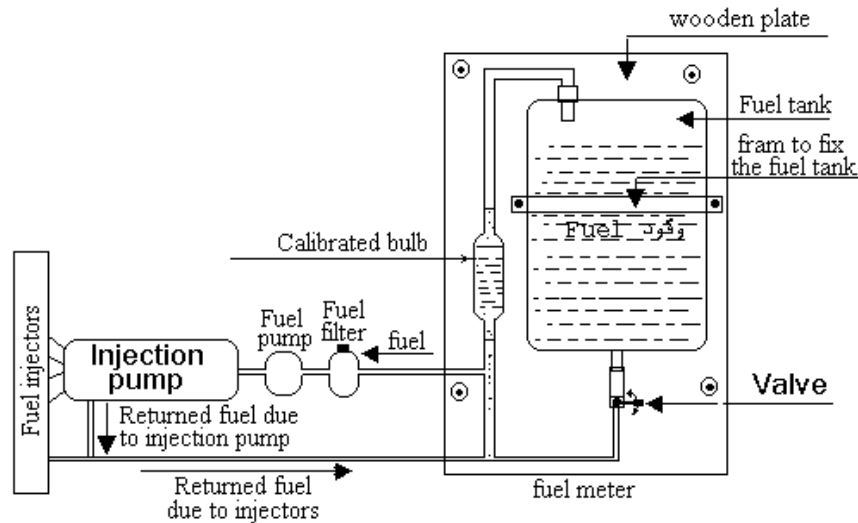 wooden plate
Fuel tank
fram to fix
the fuel tank
Fuel وقود
Calibrated bulb
Fuel
pump
Fuel
filter
fuel
Injection
pump
Fuel injectors
Valve
Returned fuel due
to injection pump
Returned fuel
due to injectors
fuel meter